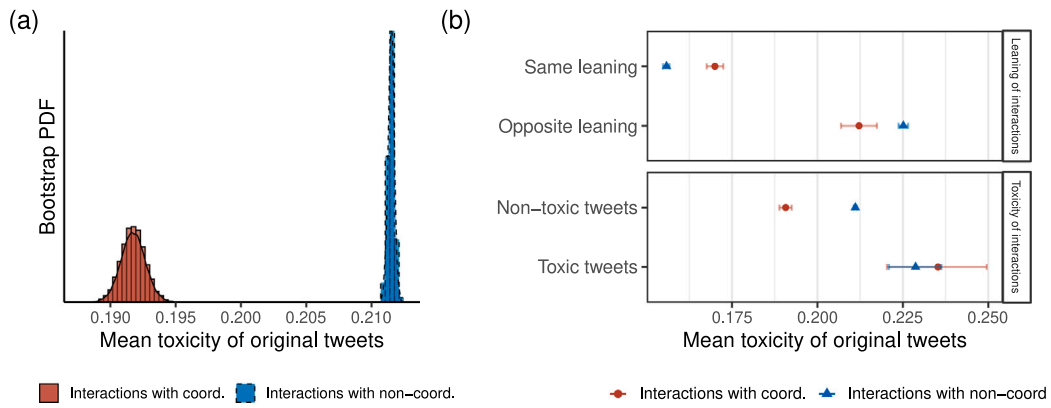 (a)
Bootstrap PDF
0.190
0.195
0.200
0.205
0.210
Mean toxicity of original tweets
Interactions with coord.
Interactions with non−coord.
(b)
Same leaning
Opposite leaning
Leaning of interactions
Non−toxic tweets
Toxic tweets
Toxicity of interactions
0.175
0.200
0.225
0.250
Mean toxicity of original tweets
Interactions with coord.
Interactions with non−coord